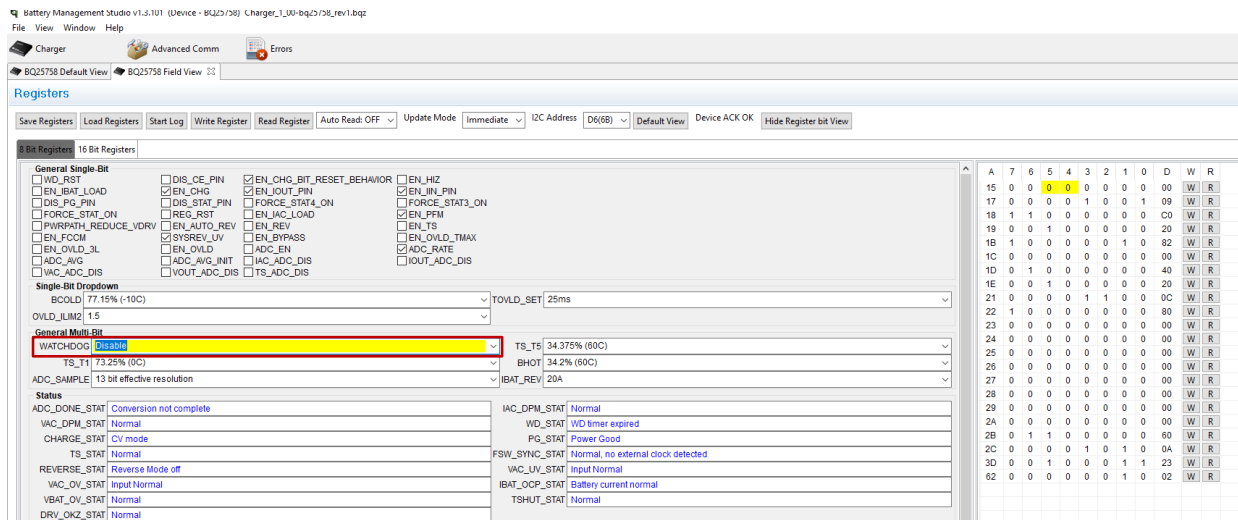 Battery Management Studio v1.3.101 (Device - BQ25758) Charger_1_00-bq25758_rev1.bqz
File View Window Help
Charger Advanced Comm Errors
BQ25758 Default View BQ25758 Field View
Registers
Save Registers Load Registers Start Log Write Register Read Register Auto Read: OFF Update Mode Immediate I2C Address D6(6B) Default View Device ACK OK Hide Register bit View
8 Bit Registers 16 Bit Registers
General Single-Bit
WD_RST DIS_CE_PIN EN_CHG_BIT_RESET_BEHAVIOR EN_HIZ
EN_IBAT_LOAD EN_CHG EN_IOUT_PIN EN_IIN_PIN
DIS_PG_PIN DIS_STAT_PIN FORCE_STAT4_ON FORCE_STAT3_ON
FORCE_STAT_ON REG_RST EN_IAC_LOAD EN_PFM
PWRPATH_REDUCE_VDRV EN_AUTO_REV EN_REV EN_TS
EN_FCCM SYSREV_UV EN_BYPASS EN_OVLD_TMAX
EN_OVLD_3L EN_OVLD ADC_EN ADC_RATE
ADC_AVG ADC_AVG_INIT IAC_ADC_DIS IOUT_ADC_DIS
VAC_ADC_DIS VOUT_ADC_DIS TS_ADC_DIS
Single-Bit Dropdown
BCOLD 77.15% (-10C) TOVLD_SET 25ms
OVLD_ILIM2 1.5
General Multi-Bit
WATCHDOG Disable TS_T5 34.375% (60C)
TS_T1 73.25% (0C) BHOT 34.2% (60C)
ADC_SAMPLE 13 bit effective resolution IBAT_REV 20A
Status
ADC_DONE_STAT Conversion not complete IAC_DPM_STAT Normal
VAC_DPM_STAT Normal WD_STAT WD timer expired
CHARGE_STAT CV mode PG_STAT Power Good
TS_STAT Normal FSW_SYNC_STAT Normal, no external clock detected
REVERSE_STAT Reverse Mode off VAC_UV_STAT Input Normal
VAC_OV_STAT Input Normal IBAT_OCP_STAT Battery current normal
VBAT_OV_STAT Normal TSHUT_STAT Normal
DRV_OKZ_STAT Normal
A 7 6 5 4 3 2 1 0 D W R
15 0 0 0 0 0 0 0 0 00 W R
17 0 0 0 0 1 0 0 1 09 W R
18 1 1 0 0 0 0 0 0 C0 W R
19 0 0 1 0 0 0 0 0 20 W R
1B 1 0 0 0 0 0 1 0 82 W R
1C 0 0 0 0 0 0 0 0 00 W R
1D 0 1 0 0 0 0 0 0 40 W R
1E 0 0 1 0 0 0 0 0 20 W R
21 0 0 0 0 1 1 0 0 0C W R
22 1 0 0 0 0 0 0 0 80 W R
23 0 0 0 0 0 0 0 0 00 W R
24 0 0 0 0 0 0 0 0 00 W R
25 0 0 0 0 0 0 0 0 00 W R
26 0 0 0 0 0 0 0 0 00 W R
27 0 0 0 0 0 0 0 0 00 W R
28 0 0 0 0 0 0 0 0 00 W R
29 0 0 0 0 0 0 0 0 00 W R
2A 0 0 0 0 0 0 0 0 00 W R
2B 0 1 1 0 0 0 0 0 60 W R
2C 0 0 0 0 1 0 1 0 0A W R
3D 0 0 1 0 0 0 1 1 23 W R
62 0 0 0 0 0 0 1 0 02 W R